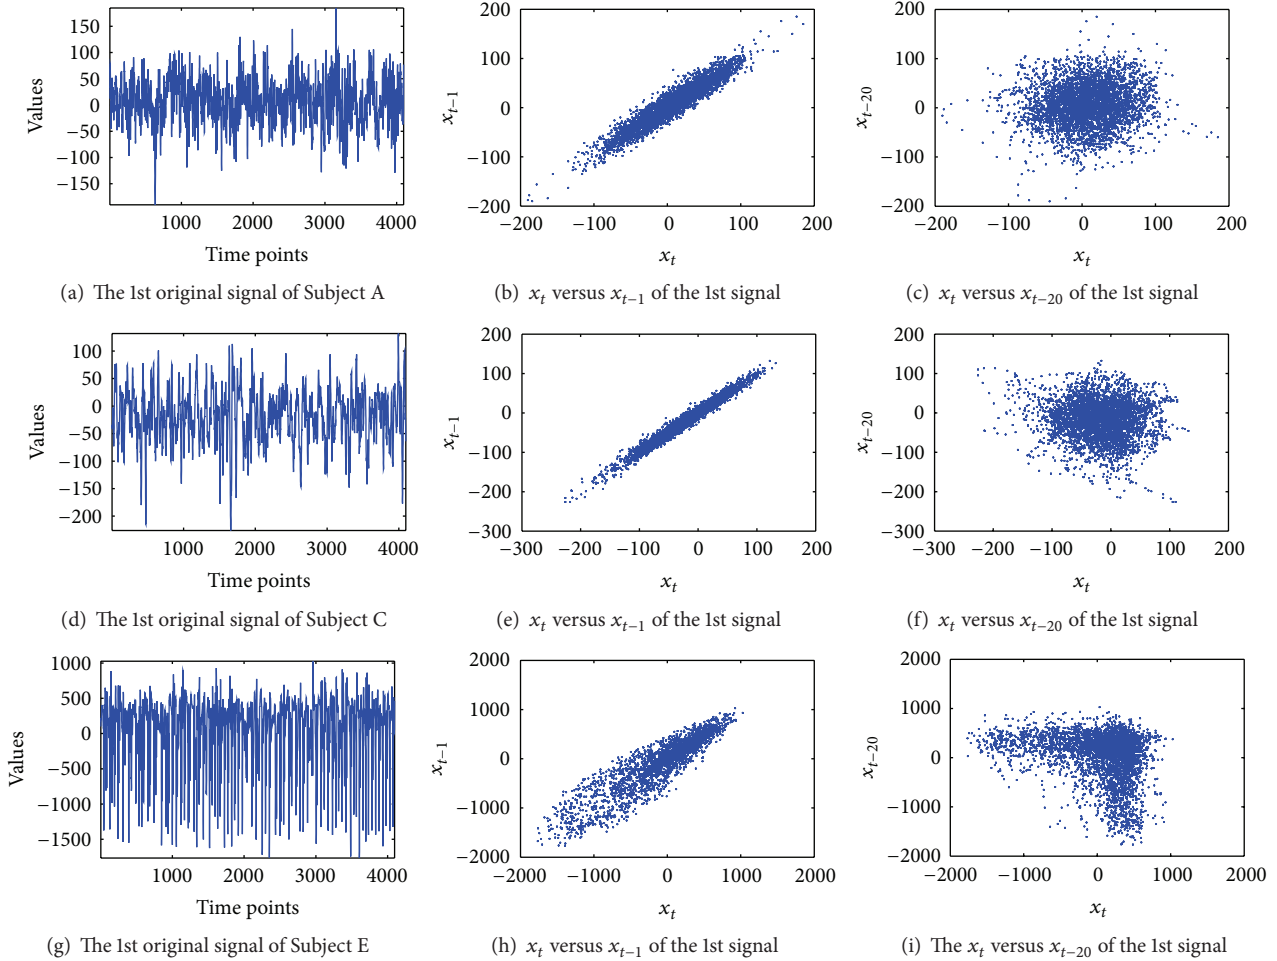 150
100
50
0
−50
−100
−150
Values
1000 2000 3000 4000
Time points
(a) The 1st original signal of Subject A
200
100
0
−100
−200
x_{t−1}
−200 −100 0 100 200
x_t
(b) x_t versus x_{t−1} of the 1st signal
200
100
0
−100
−200
x_{t−20}
−200 −100 0 100 200
x_t
(c) x_t versus x_{t−20} of the 1st signal
100
50
0
−50
−100
−150
−200
Values
1000 2000 3000 4000
Time points
(d) The 1st original signal of Subject C
200
100
0
−100
−200
−300
x_{t−1}
−300 −200 −100 0 100 200
x_t
(e) x_t versus x_{t−1} of the 1st signal
200
100
0
−100
−200
−300
x_{t−20}
−300 −200 −100 0 100 200
x_t
(f) x_t versus x_{t−20} of the 1st signal
1000
500
0
−500
−1000
−1500
Values
1000 2000 3000 4000
Time points
(g) The 1st original signal of Subject E
2000
1000
0
−1000
−2000
x_{t−1}
−2000 −1000 0 1000 2000
x_t
(h) x_t versus x_{t−1} of the 1st signal
2000
1000
0
−1000
−2000
x_{t−20}
−2000 −1000 0 1000 2000
x_t
(i) The x_t versus x_{t−20} of the 1st signal